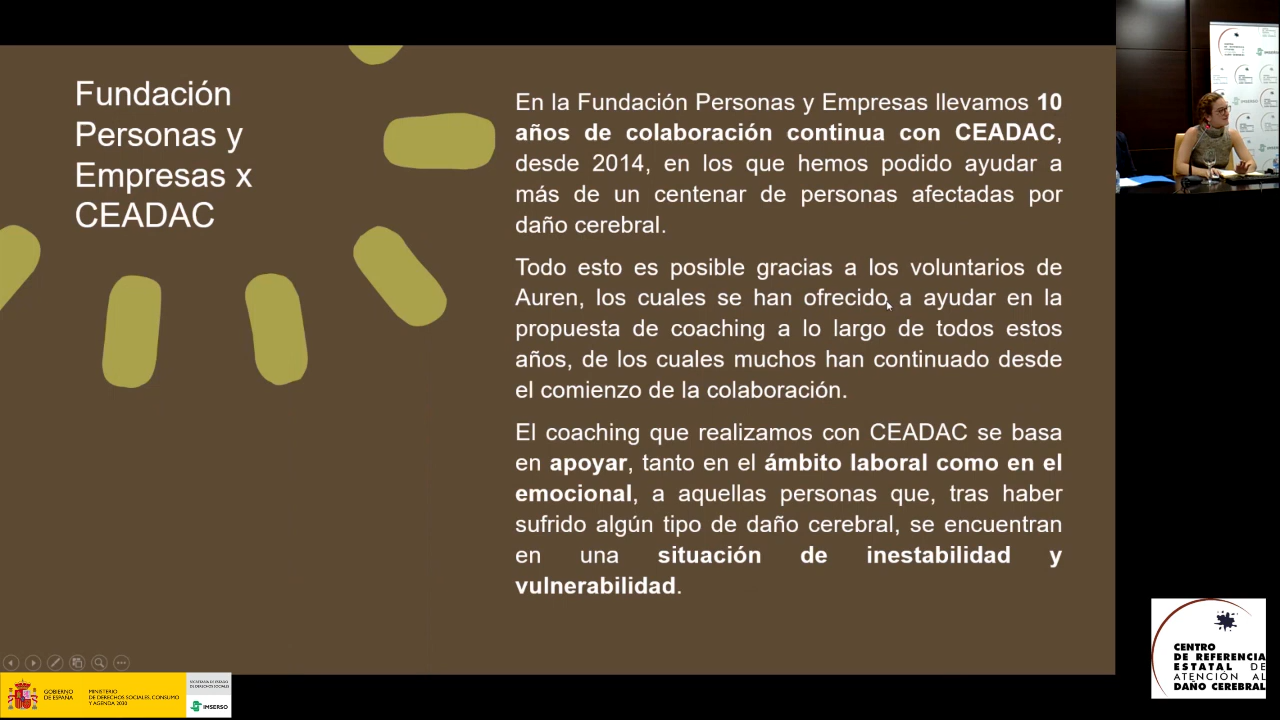 Fundación
Personas y
Empresas x
CEADAC
En la Fundación Personas y Empresas llevamos 10
años de colaboración continua con CEADAC,
desde 2014, en los que hemos podido ayudar a
más de un centenar de personas afectadas por
daño cerebral.
Todo esto es posible gracias a los voluntarios de
Auren, los cuales se han ofrecido a ayudar en la
propuesta de coaching a lo largo de todos estos
años, de los cuales muchos han continuado desde
el comienzo de la colaboración.
El coaching que realizamos con CEADAC se basa
en apoyar, tanto en el ámbito laboral como en el
emocional, a aquellas personas que, tras haber
sufrido algún tipo de daño cerebral, se encuentran
en una situación de inestabilidad y
vulnerabilidad.
GOBIERNO
DE ESPAÑA
MINISTERIO
DE DERECHOS SOCIALES, CONSUMO
Y AGENDA 2030
SECRETARÍA DE ESTADO
DE DERECHOS SOCIALES
IMSERSO
CENTRO
DE REFERENCIA
ESTATAL DE
ATENCIÓN AL
DAÑO CEREBRAL